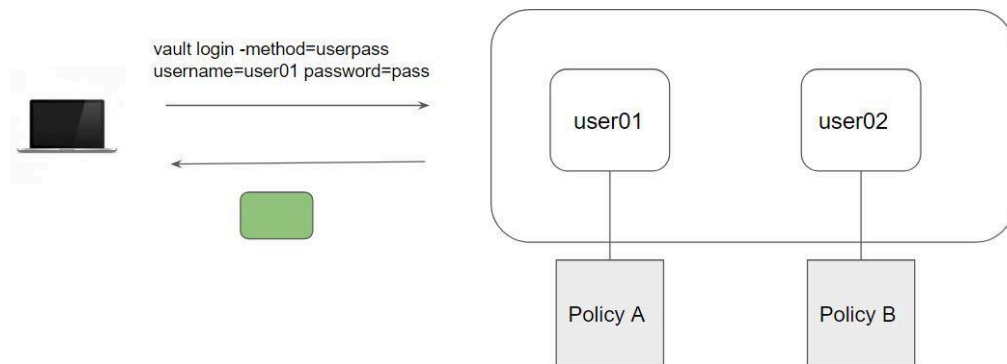 vault login -method=userpass
username=user01 password=pass
user01
user02
Policy A
Policy B